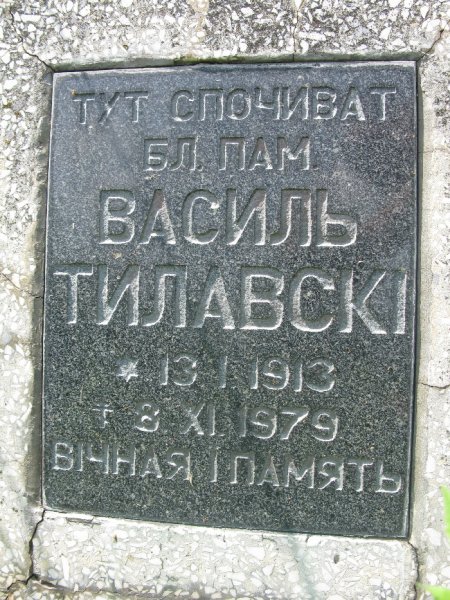 ТУТ СПОЧИВАТ
БЛ. ПАМ.
ВАСИЛЬ
ТИЛАВСКІ
* 13 I 1913
† 8 XI. 1979
ВІЧНАЯ І ПАМЯТЬ